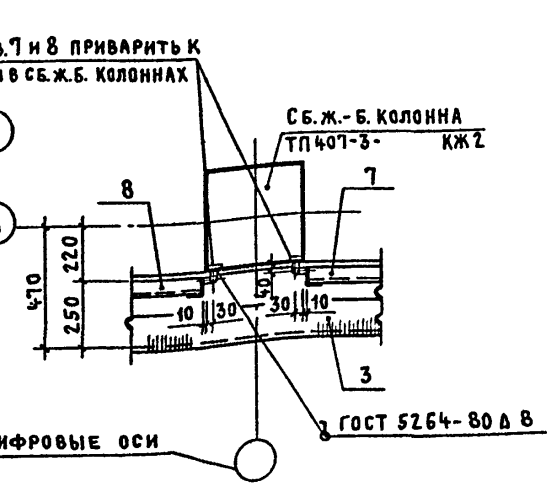 .7 И 8 ПРИВАРИТЬ К
В СБ.Ж.Б. КОЛОННАХ
СБ.Ж.-Б. КОЛОННА
ТП 407-3- КЖ2
8
7
470
220
250
40
10
30
30
10
3
ГОСТ 5264-80 Δ 8
ИФРОВЫЕ ОСИ